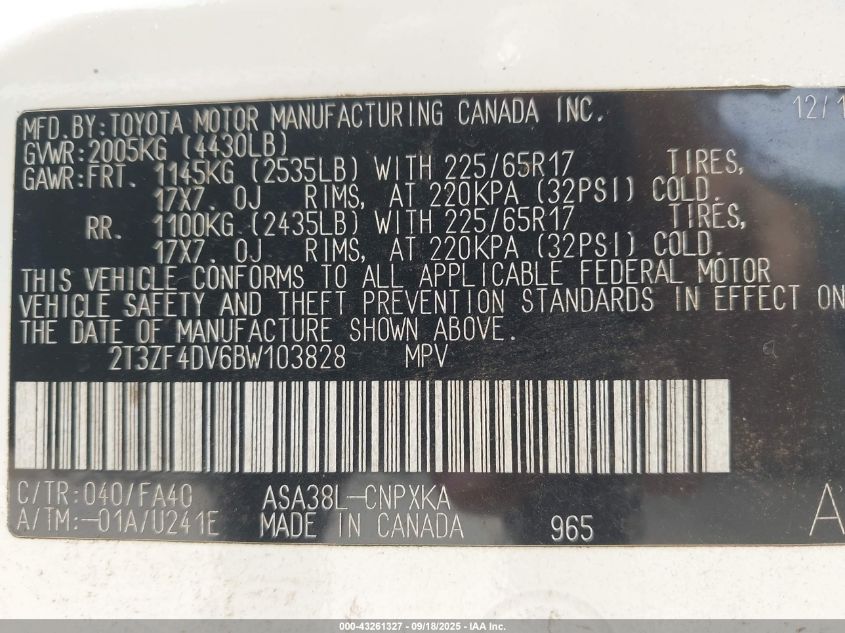 MFD.BY:TOYOTA MOTOR MANUFACTURING CANADA INC. 12/1
GVWR:2005KG (4430LB)
GAWR:FRT. 1145KG (2535LB) WITH 225/65R17 TIRES,
17X7.0J RIMS, AT 220KPA (32PSI) COLD.
RR. 1100KG (2435LB) WITH 225/65R17 TIRES,
17X7.0J RIMS, AT 220KPA (32PSI) COLD.
THIS VEHICLE CONFORMS TO ALL APPLICABLE FEDERAL MOTOR
VEHICLE SAFETY AND THEFT PREVENTION STANDARDS IN EFFECT ON
THE DATE OF MANUFACTURE SHOWN ABOVE.
2T3ZF4DV6BW103828 MPV
C/TR:040/FA40 ASA38L-CNPXKA
A/TM:-01A/U241E MADE IN CANADA 965 A
000-43261327 | 09/18/2025 - IAA Inc.